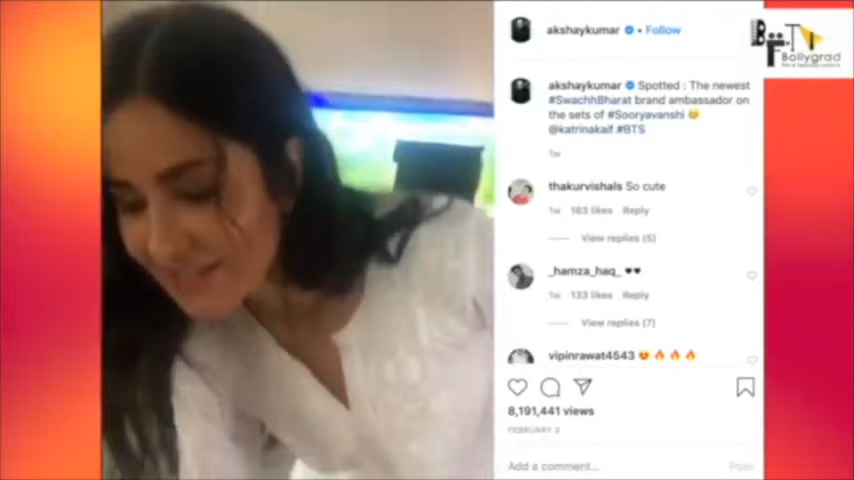 akshaykumar • Follow
Bollygrad
akshaykumar Spotted : The newest
#SwachhBharat brand ambassador on
the sets of #Sooryavanshi 😊
@katrinakaif #BTS
1w
thakurvishals So cute
1w 163 likes Reply
View replies (5)
_hamza_haq_ ♥♥
1w 133 likes Reply
View replies (7)
vipinrawat4543 😍🔥🔥🔥
8,191,441 views
FEBRUARY 3
Add a comment... Post